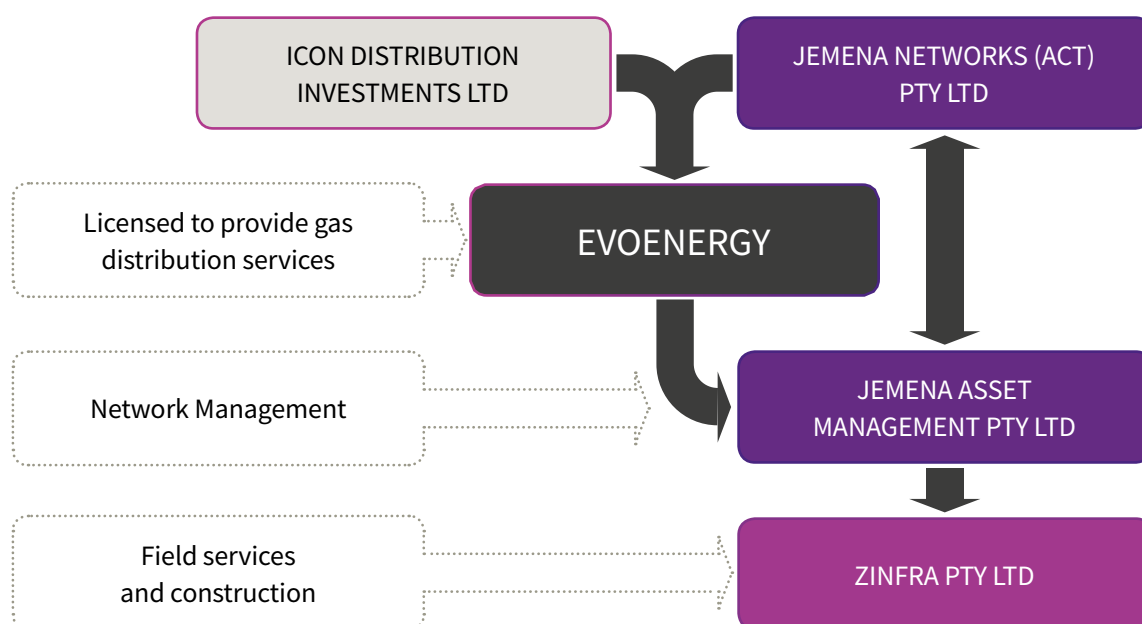 ICON DISTRIBUTION
INVESTMENTS LTD
JEMENA NETWORKS (ACT)
PTY LTD
Licensed to provide gas
distribution services
EVOENERGY
Network Management
JEMENA ASSET
MANAGEMENT PTY LTD
Field services
and construction
ZINFRA PTY LTD